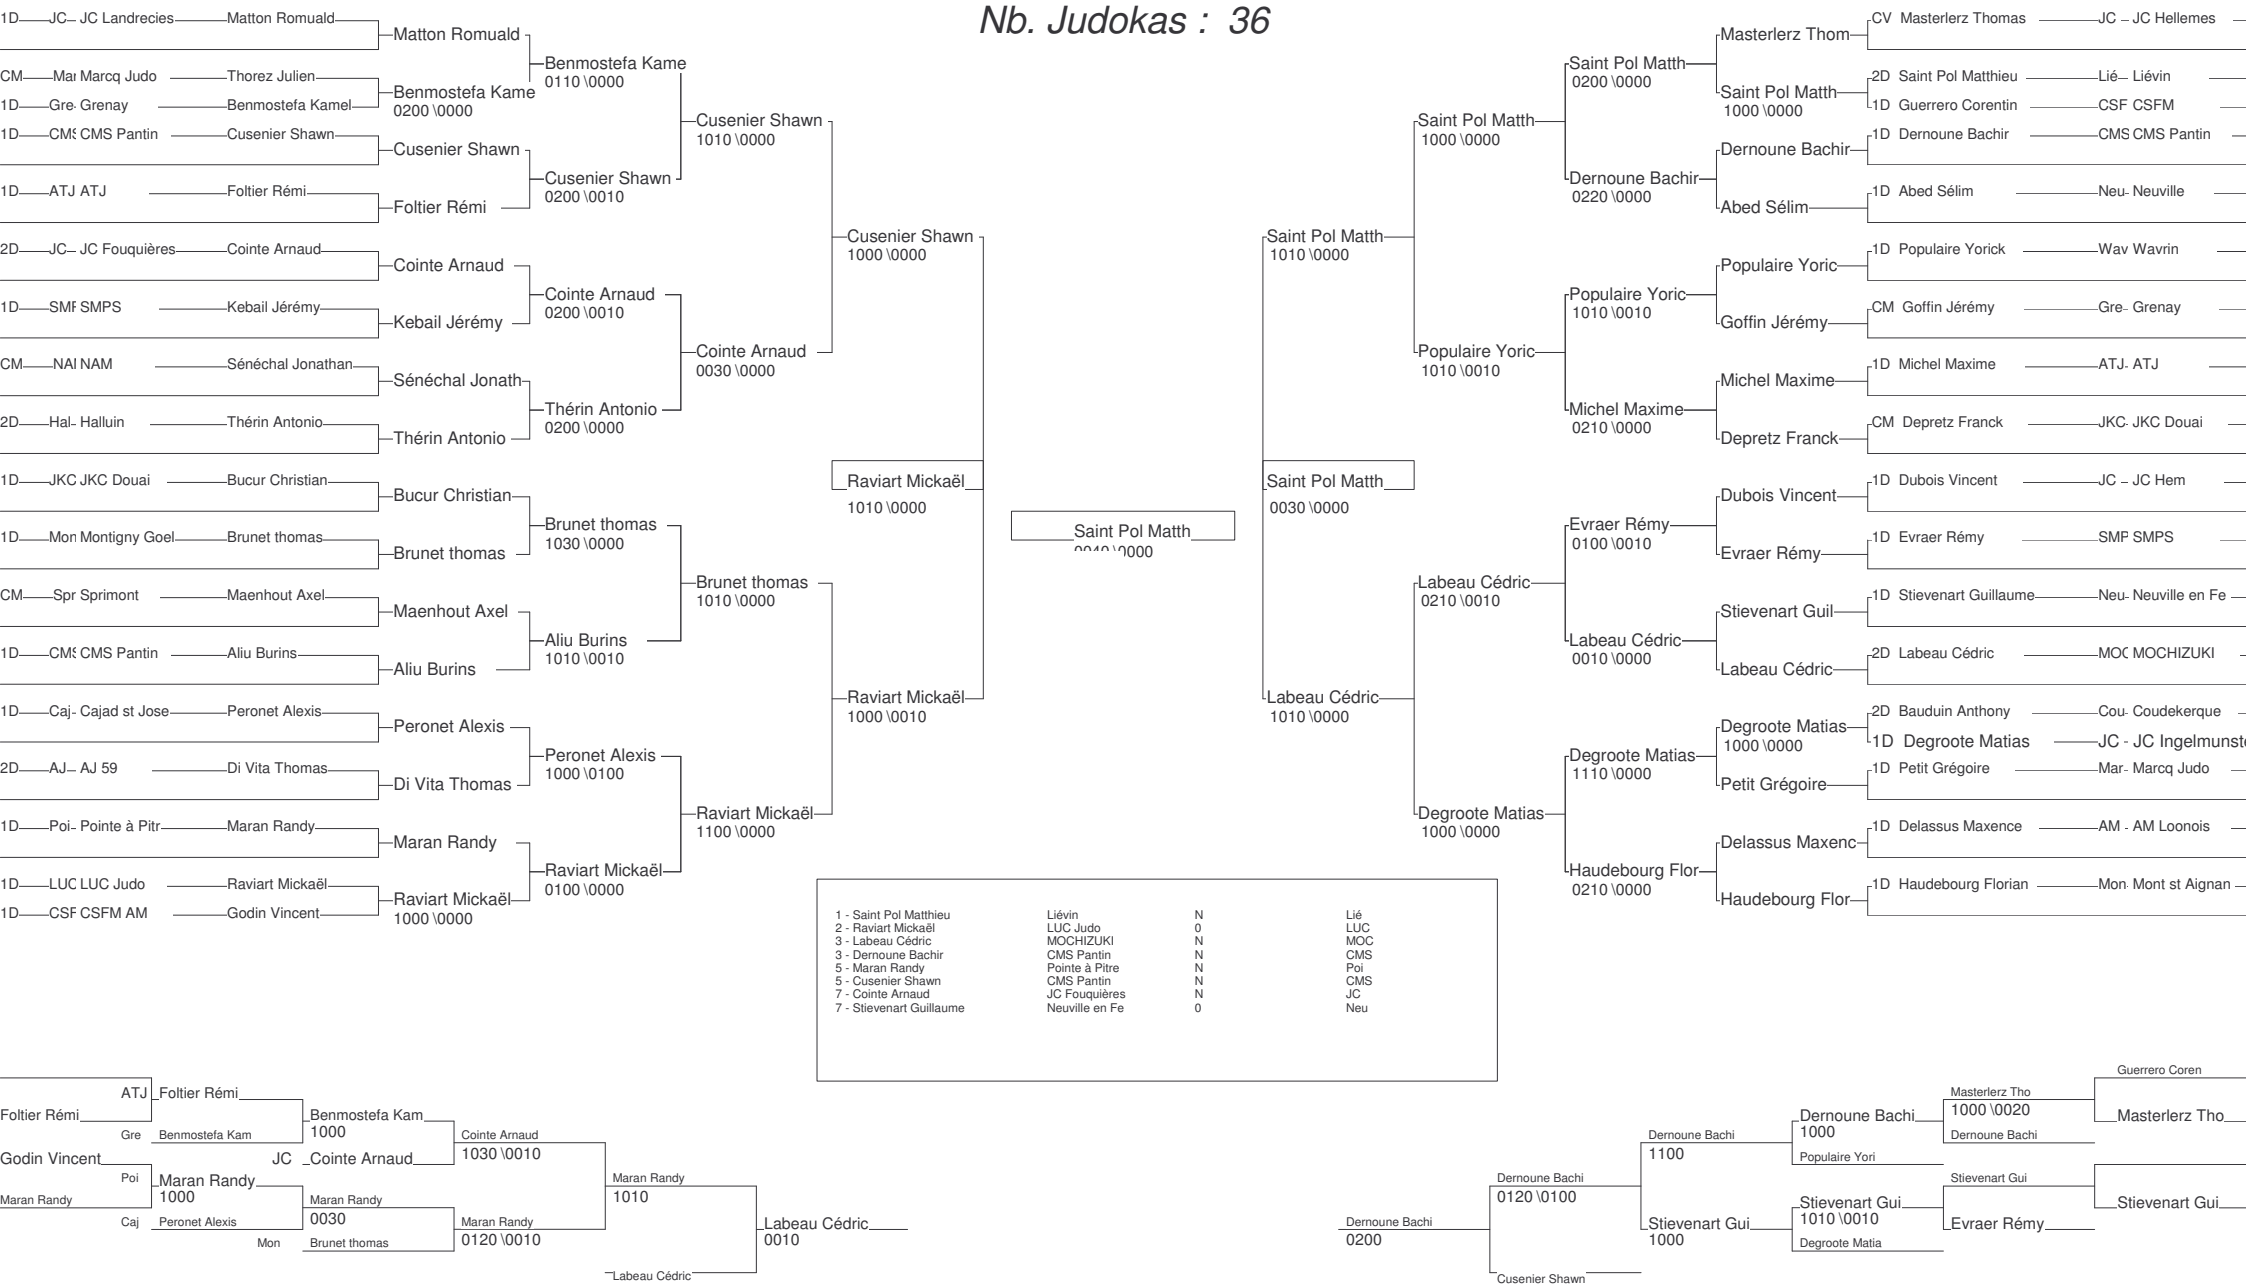 Nb. Judokas : 36
1D JC JC Landrecies Matton Romuald
CM Mar Marcq Judo Thorez Julien
1D Gre Grenay Benmostefa Kamel
1D CMS CMS Pantin Cusenier Shawn
1D ATJ ATJ Foltier Rémi
2D JC JC Fouquières Cointe Arnaud
1D SMP SMPS Kebail Jérémy
CM NAM NAM Sénéchal Jonathan
2D Hal Halluin Thérin Antonio
1D JKC JKC Douai Bucur Christian
1D Mon Montigny Goel Brunet thomas
CM Spr Sprimont Maenhout Axel
1D CMS CMS Pantin Aliu Burins
1D Caj Cajad st Jose Peronet Alexis
2D AJ AJ 59 Di Vita Thomas
1D Poi Pointe à Pitr Maran Randy
1D LUC LUC Judo Raviart Mickaël
1D CSF CSFM AM Godin Vincent
Matton Romuald
Benmostefa Kame
0200 \0000
Cusenier Shawn
Foltier Rémi
Cointe Arnaud
Kebail Jérémy
Sénéchal Jonath
Thérin Antonio
Bucur Christian
Brunet thomas
Maenhout Axel
Aliu Burins
Peronet Alexis
Di Vita Thomas
Maran Randy
Raviart Mickaël
1000 \0000
Benmostefa Kame
0110 \0000
Cusenier Shawn
0200 \0010
Cointe Arnaud
0200 \0010
Thérin Antonio
0200 \0000
Brunet thomas
1030 \0000
Aliu Burins
1010 \0010
Peronet Alexis
1000 \0100
Raviart Mickaël
0100 \0000
Cusenier Shawn
1010 \0000
Cointe Arnaud
0030 \0000
Brunet thomas
1010 \0000
Raviart Mickaël
1100 \0000
Cusenier Shawn
1000 \0000
Raviart Mickaël
1000 \0010
Raviart Mickaël
1010 \0000
Saint Pol Matth
0040 \0000
Saint Pol Matth
0030 \0000
Saint Pol Matth
1010 \0000
Labeau Cédric
1010 \0000
Saint Pol Matth
1000 \0000
Populaire Yoric
1010 \0010
Labeau Cédric
0210 \0010
Degroote Matias
1000 \0000
Saint Pol Matth
0200 \0000
Dernoune Bachir
0220 \0000
Populaire Yoric
1010 \0010
Michel Maxime
0210 \0000
Evraer Rémy
0100 \0010
Labeau Cédric
0010 \0000
Degroote Matias
1110 \0000
Haudebourg Flor
0210 \0000
Masterlerz Thom
Saint Pol Matth
1000 \0000
Dernoune Bachir
Abed Sélim
Populaire Yoric
Goffin Jérémy
Michel Maxime
Depretz Franck
Dubois Vincent
Evraer Rémy
Stievenart Guil
Labeau Cédric
Degroote Matias
1000 \0000
Petit Grégoire
Delassus Maxenc
Haudebourg Flor
CV Masterlerz Thomas JC JC Hellemes
2D Saint Pol Matthieu Lié Liévin
1D Guerrero Corentin CSF CSFM
1D Dernoune Bachir CMS CMS Pantin
1D Abed Sélim Neu Neuville
1D Populaire Yorick Wav Wavrin
CM Goffin Jérémy Gre Grenay
1D Michel Maxime ATJ ATJ
CM Depretz Franck JKC JKC Douai
1D Dubois Vincent JC JC Hem
1D Evraer Rémy SMP SMPS
1D Stievenart Guillaume Neu Neuville en Fe
2D Labeau Cédric MOC MOCHIZUKI
2D Bauduin Anthony Cou Coudekerque
1D Degroote Matias JC JC Ingelmunste
1D Petit Grégoire Mar Marcq Judo
1D Delassus Maxence AM AM Loonois
1D Haudebourg Florian Mon Mont st Aignan
1 - Saint Pol Matthieu Liévin N Lié
2 - Raviart Mickaël LUC Judo 0 LUC
3 - Labeau Cédric MOCHIZUKI N MOC
3 - Dernoune Bachir CMS Pantin N CMS
5 - Maran Randy Pointe à Pitre N Poi
5 - Cusenier Shawn CMS Pantin N CMS
7 - Cointe Arnaud JC Fouquières N JC
7 - Stievenart Guillaume Neuville en Fe 0 Neu
Foltier Rémi
Godin Vincent
Maran Randy
ATJ Foltier Rémi
Gre Benmostefa Kam
Poi Maran Randy
1000
Caj Peronet Alexis
Benmostefa Kam
1000
JC Cointe Arnaud
Maran Randy
0030
Mon Brunet thomas
Cointe Arnaud
1030 \0010
Maran Randy
0120 \0010
Maran Randy
1010
Labeau Cédric
Labeau Cédric
0010
Dernoune Bachi
0200
Dernoune Bachi
0120 \0100
Cusenier Shawn
Dernoune Bachi
1100
Stievenart Gui
1000
Dernoune Bachi
1000
Populaire Yori
Stievenart Gui
1010 \0010
Degroote Matia
Masterlerz Tho
1000 \0020
Dernoune Bachi
Stievenart Gui
Evraer Rémy
Guerrero Coren
Masterlerz Tho
Stievenart Gui